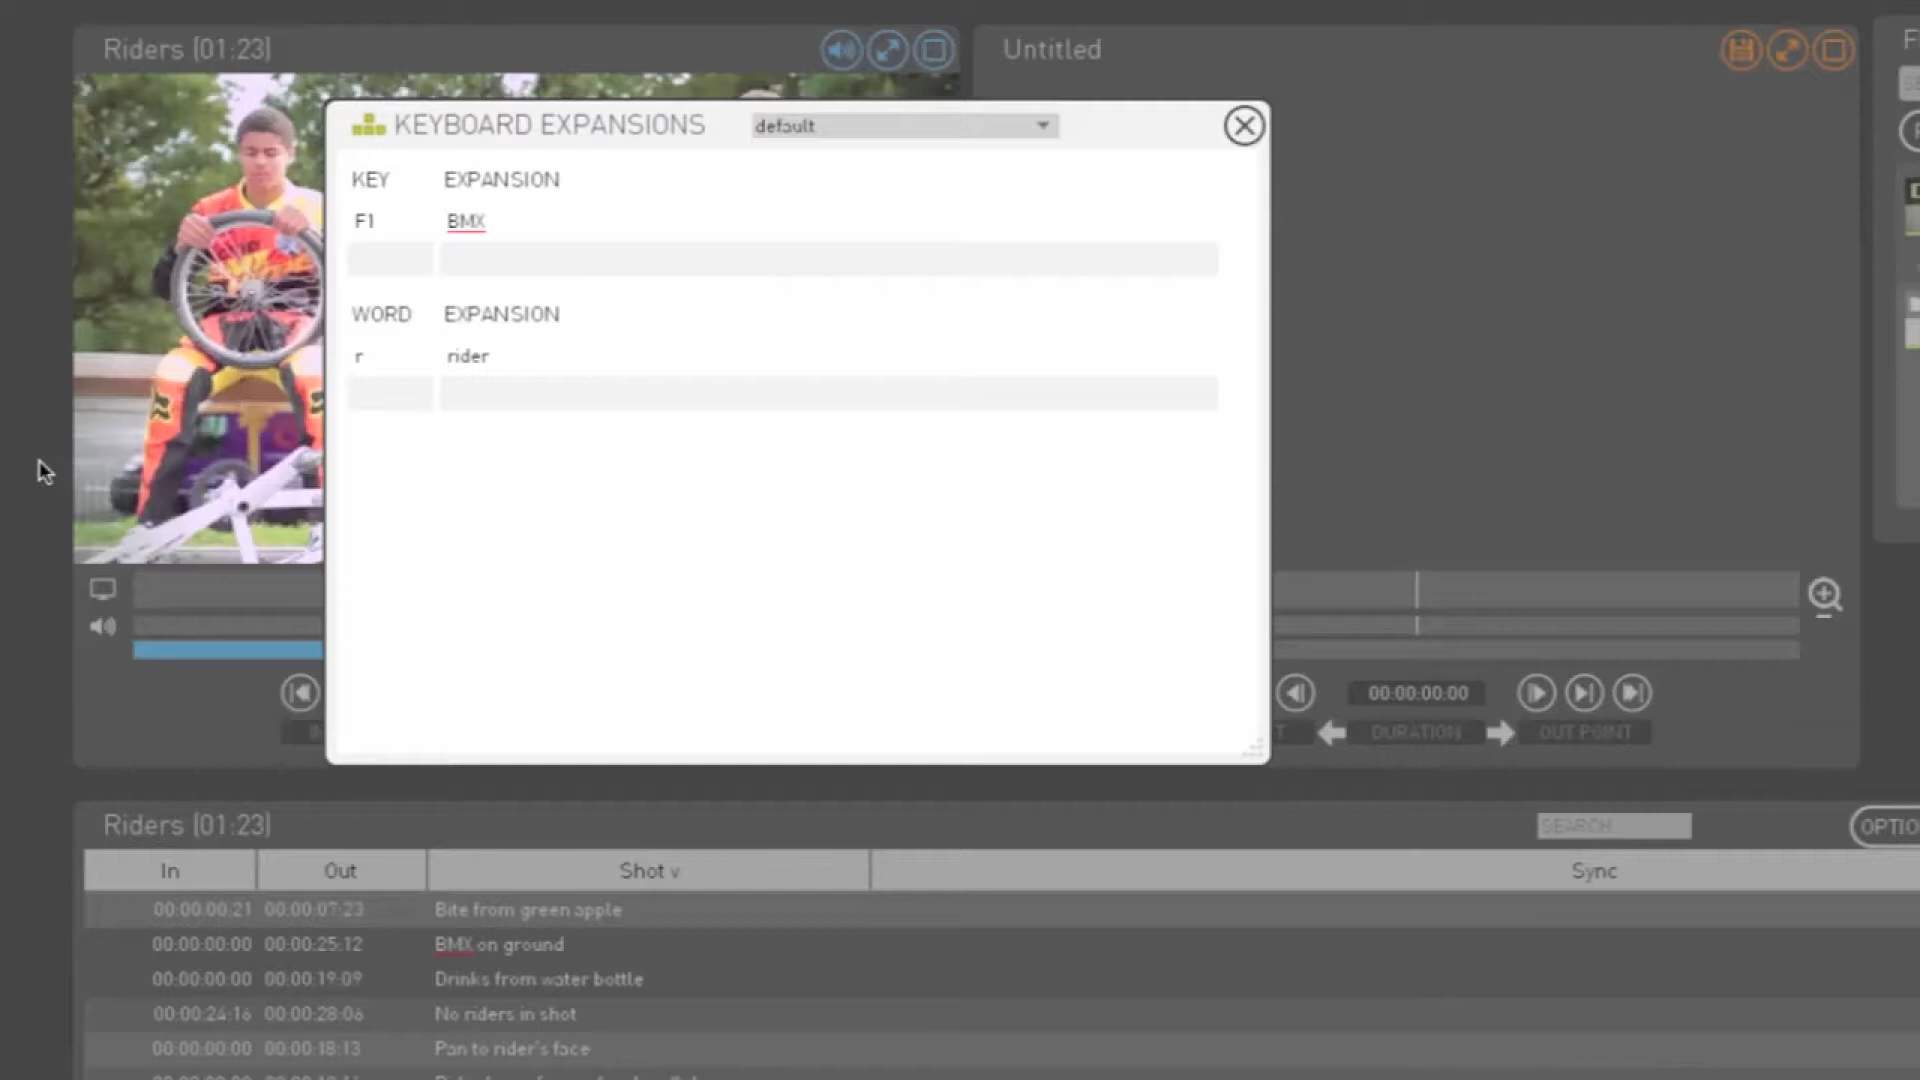 Riders [01:23]
Untitled
KEYBOARD EXPANSIONS
default
KEY EXPANSION
F1 BMX
WORD EXPANSION
r rider
00:00:00:00
DURATION
OUT POINT
Riders [01:23]
SEARCH
OPTIO
In Out Shot v Sync
00:00:00:21 00:00:07:23 Bite from green apple
00:00:00:00 00:00:25:12 BMX on ground
00:00:00:00 00:00:19:09 Drinks from water bottle
00:00:24:16 00:00:28:06 No riders in shot
00:00:00:00 00:00:18:13 Pan to rider's face